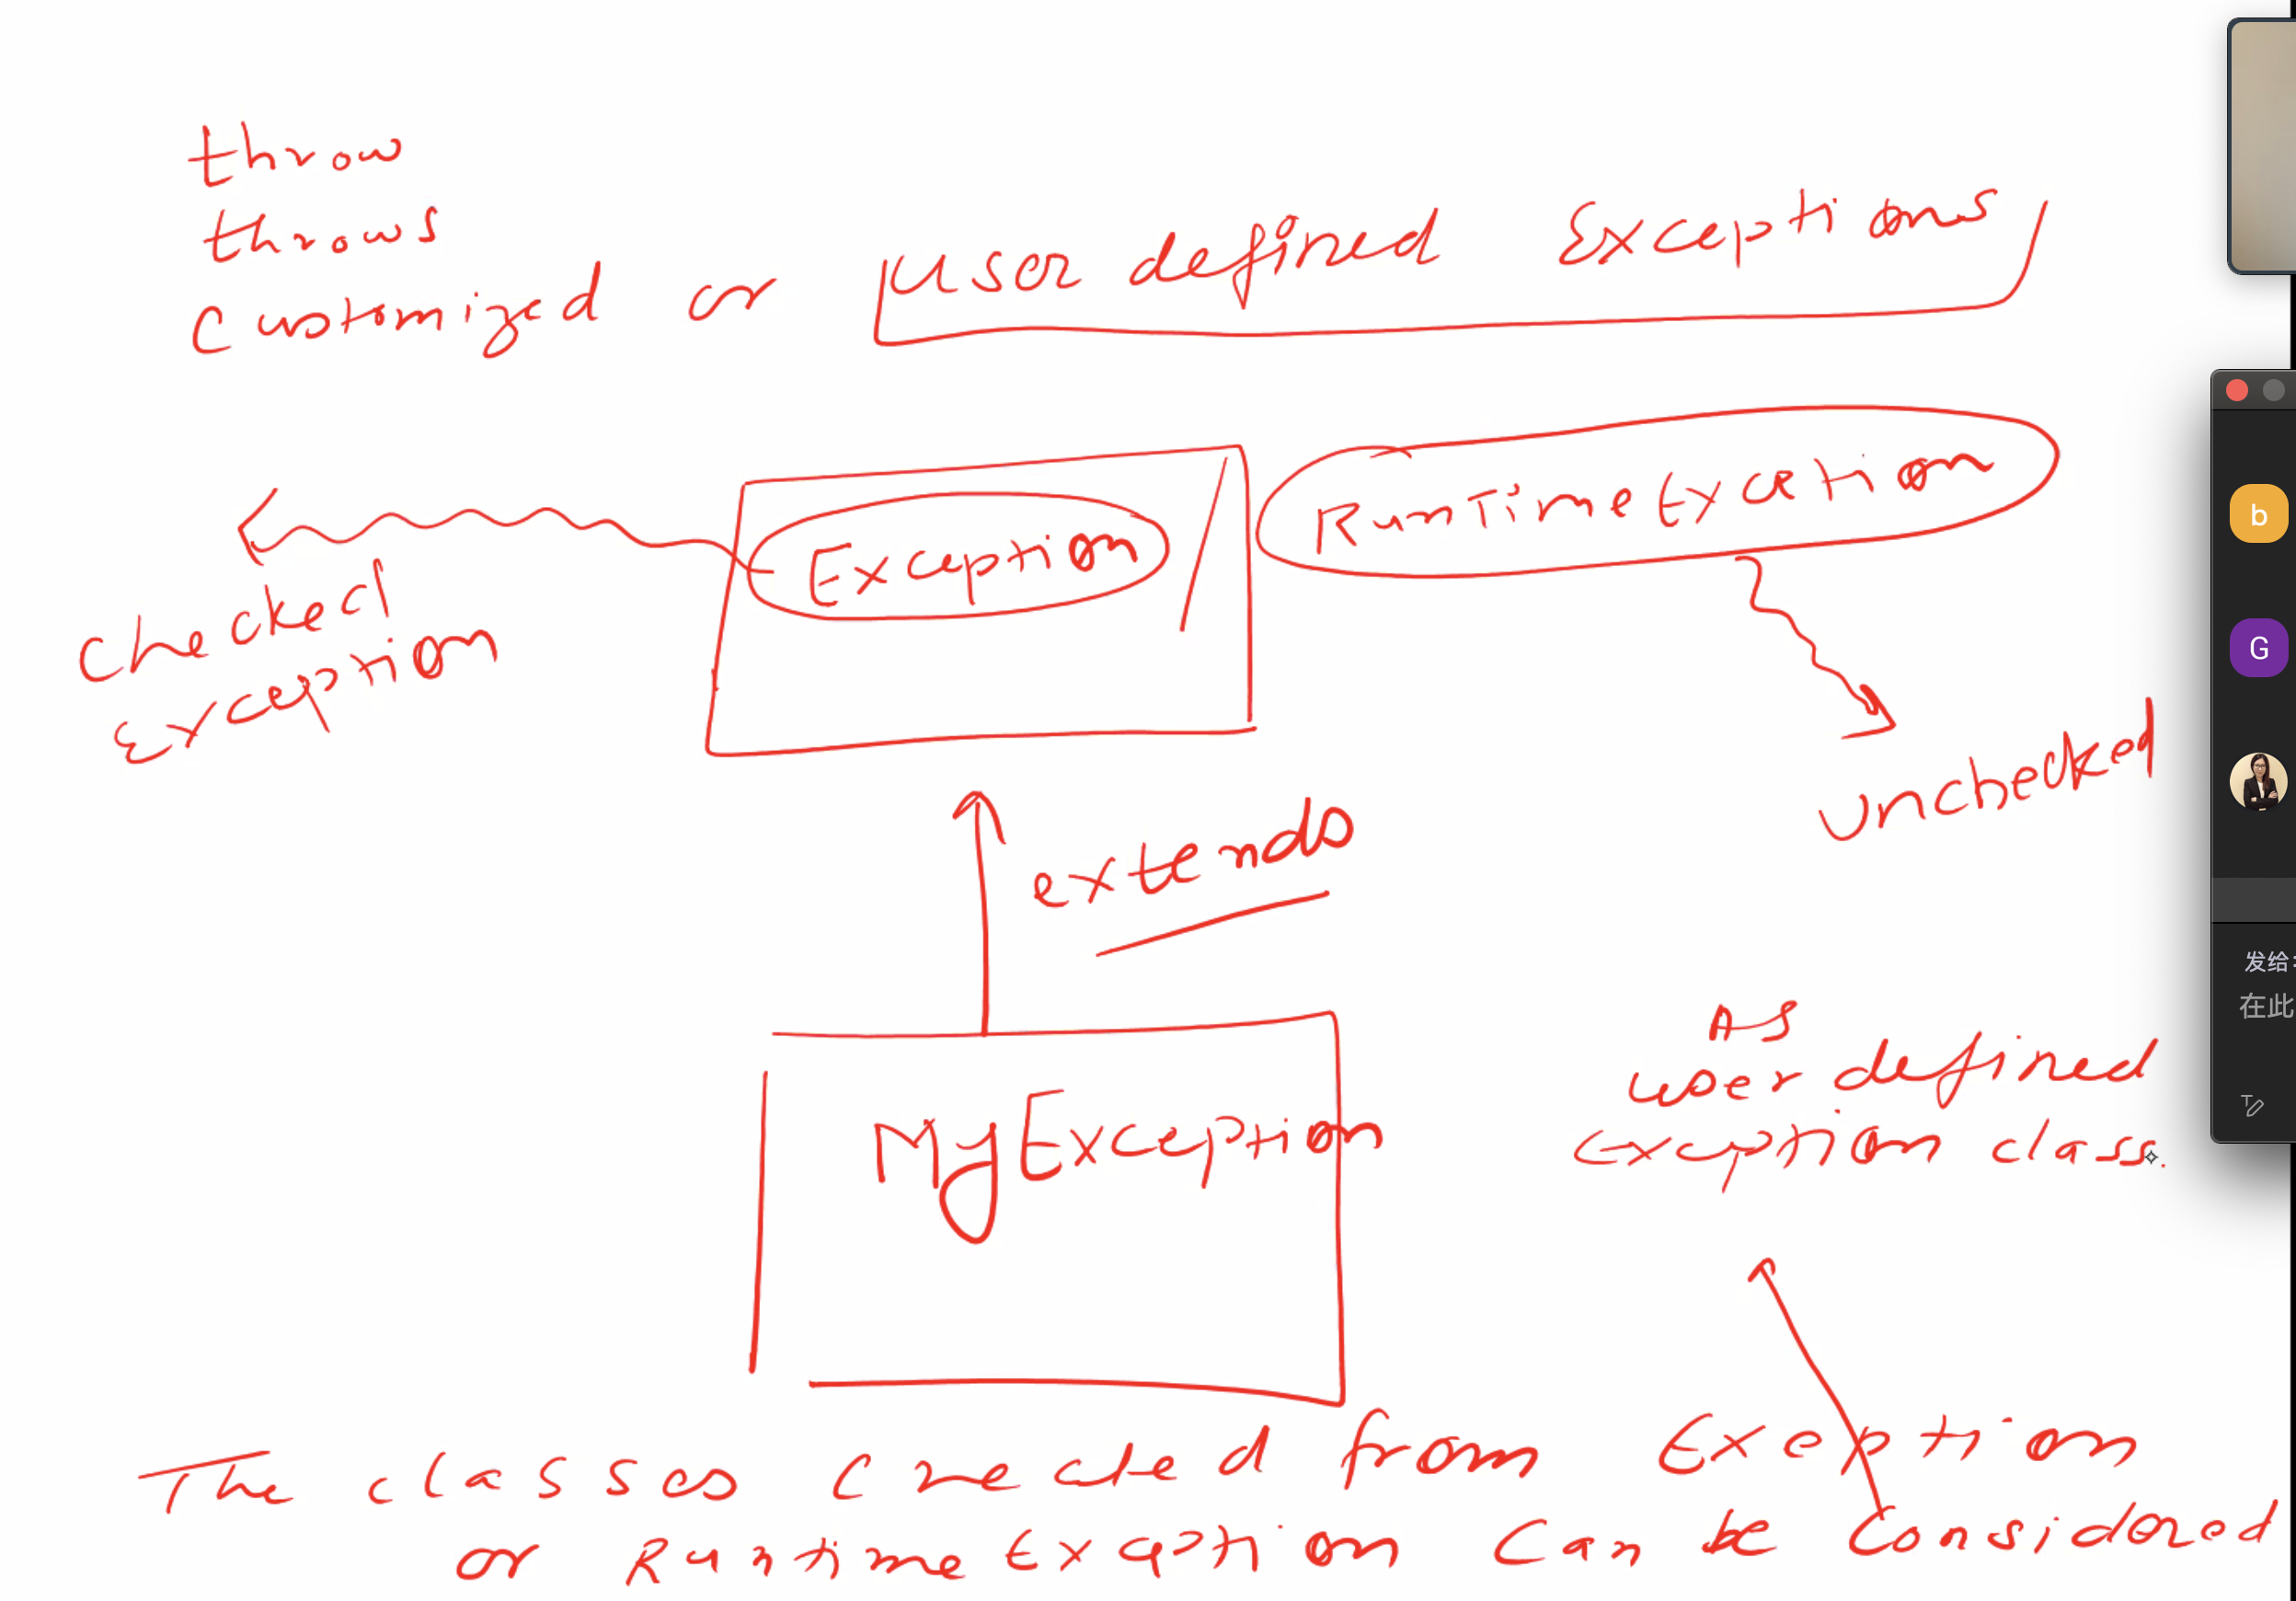 throw
throws
customized or user defined Exceptions
Exception / RunTimeExcetion
checked
exception
unchecked
extends
MyException
As
user defined
exception class.
The classes created from Exception
or RuntimeException can be considered
b
G
发给:
在此